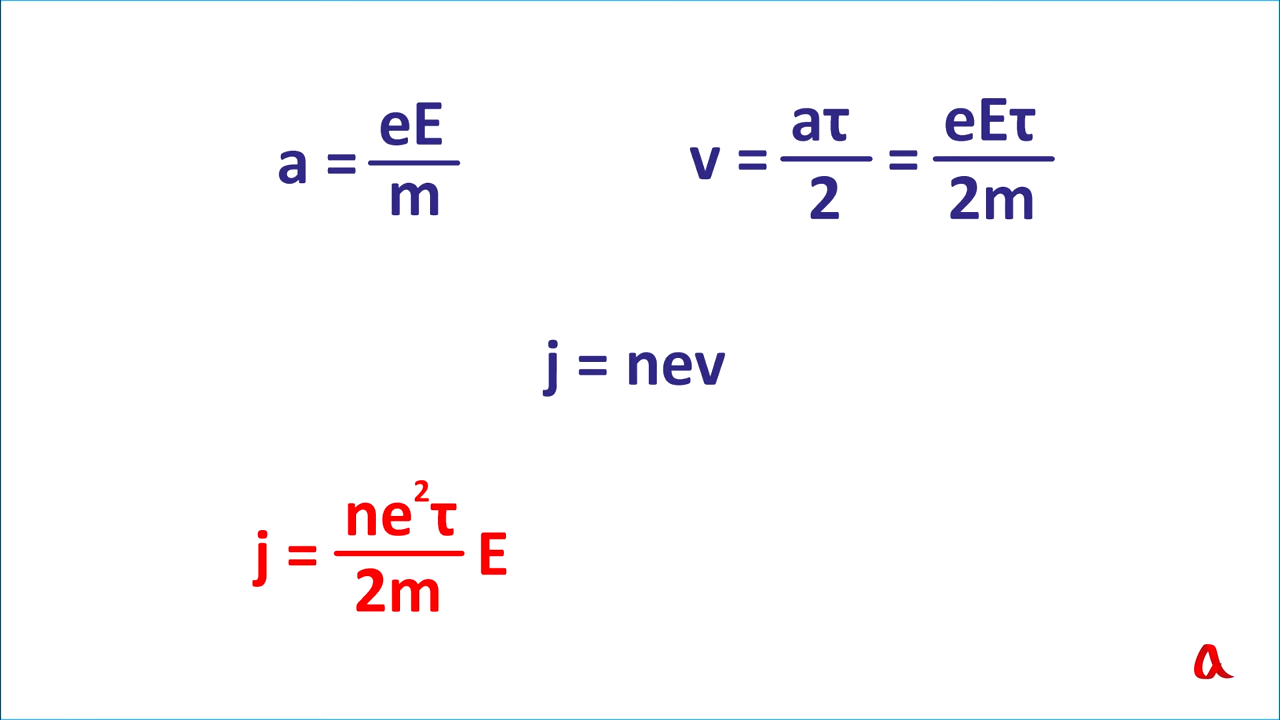 a = eE/m
v = aτ/2 = eEτ/2m
j = nev
j = ne²τ/2m E
a